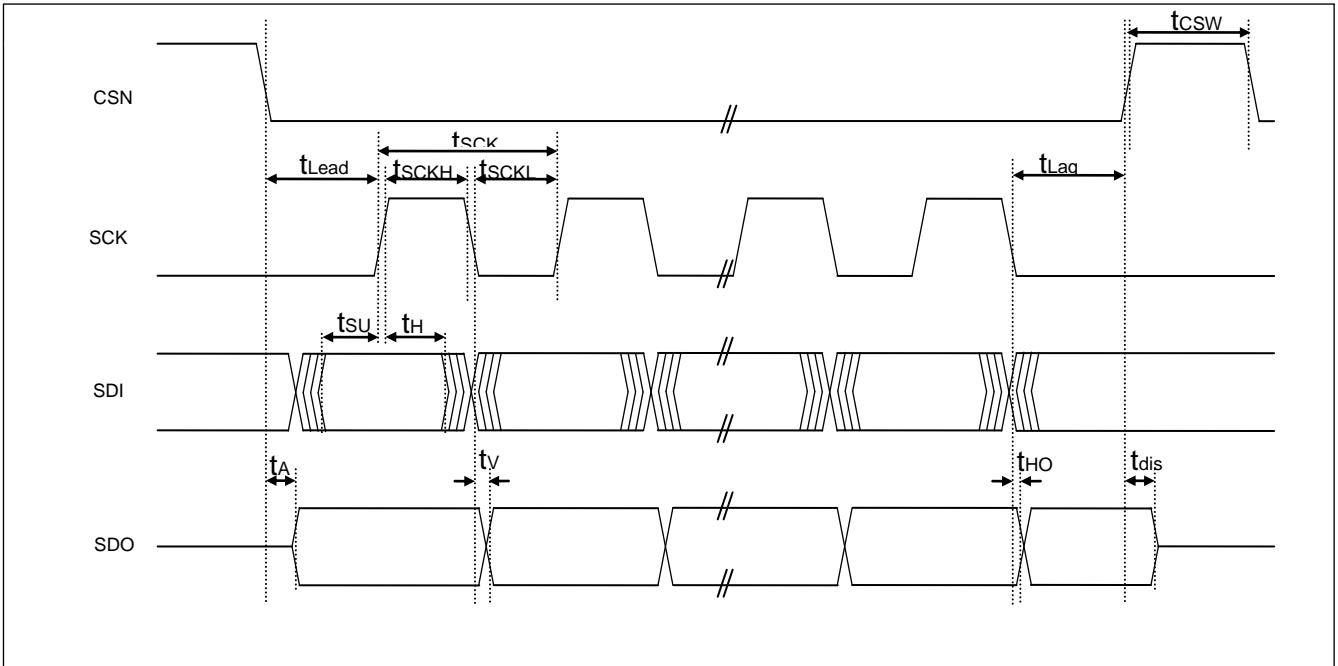 tCSW
CSN
tSCK
tLead
tSCKH
tSCKL
tLag
SCK
tSU
tH
SDI
tA
tV
tHO
tdis
SDO